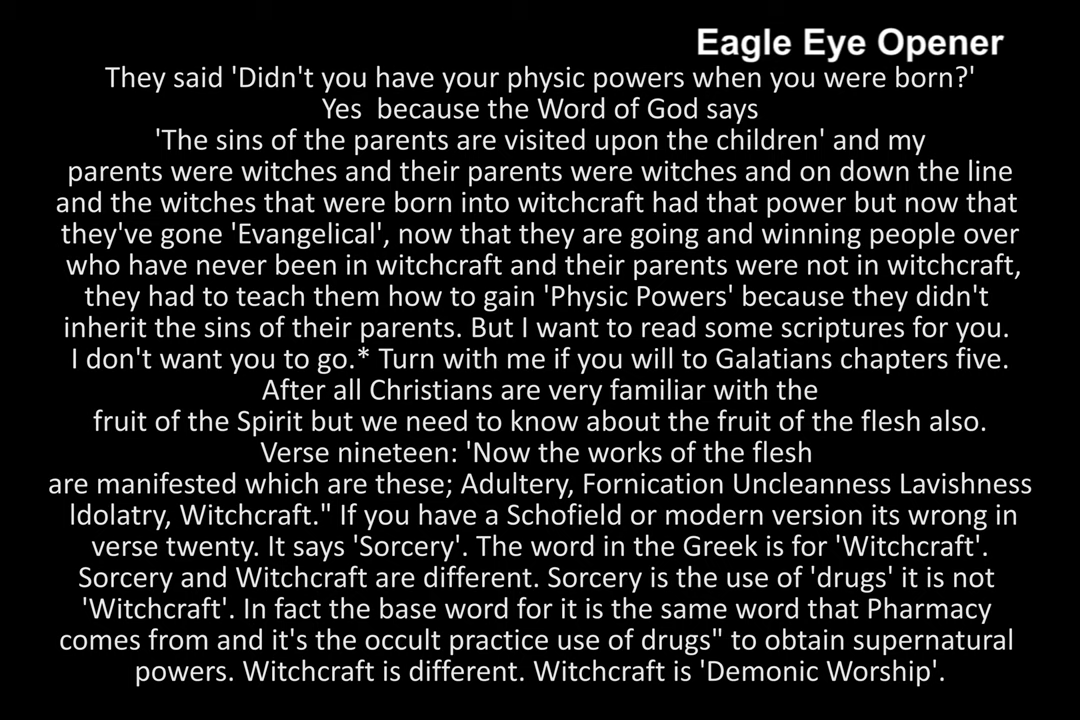 Eagle Eye Opener
They said 'Didn't you have your physic powers when you were born?'
Yes  because the Word of God says
'The sins of the parents are visited upon the children' and my
parents were witches and their parents were witches and on down the line
and the witches that were born into witchcraft had that power but now that
they've gone 'Evangelical', now that they are going and winning people over
who have never been in witchcraft and their parents were not in witchcraft,
they had to teach them how to gain 'Physic Powers' because they didn't
inherit the sins of their parents. But I want to read some scriptures for you.
I don't want you to go.* Turn with me if you will to Galatians chapters five.
After all Christians are very familiar with the
fruit of the Spirit but we need to know about the fruit of the flesh also.
Verse nineteen: 'Now the works of the flesh
are manifested which are these; Adultery, Fornication Uncleanness Lavishness
ldolatry, Witchcraft." If you have a Schofield or modern version its wrong in
verse twenty. It says 'Sorcery'. The word in the Greek is for 'Witchcraft'.
Sorcery and Witchcraft are different. Sorcery is the use of 'drugs' it is not
'Witchcraft'. In fact the base word for it is the same word that Pharmacy
comes from and it's the occult practice use of drugs" to obtain supernatural
powers. Witchcraft is different. Witchcraft is 'Demonic Worship'.